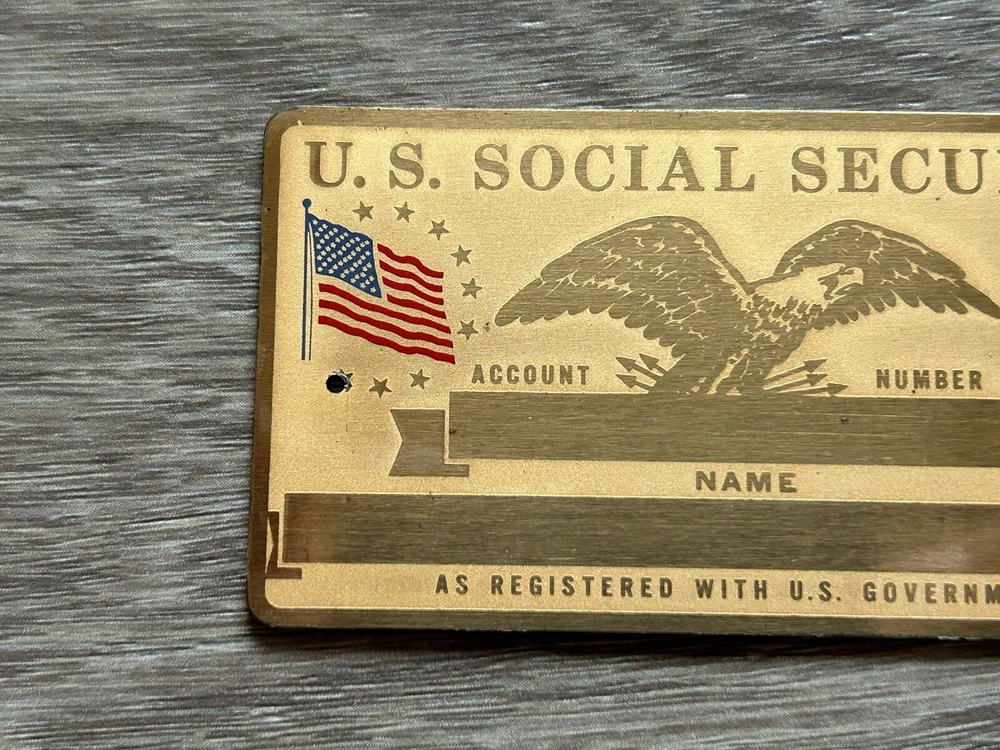 U. S. SOCIAL SECU
ACCOUNT NUMBER
NAME
AS REGISTERED WITH U.S. GOVERNM